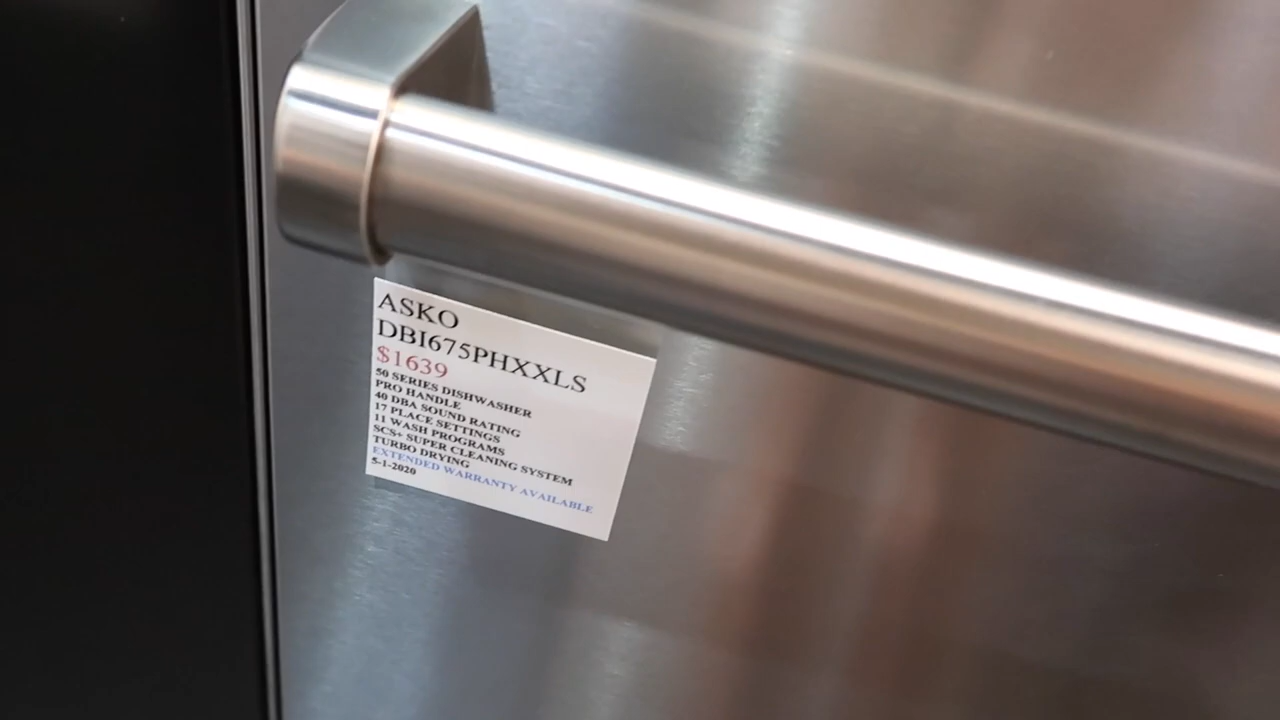 ASKO
DBI675PHXXLS
$1639
50 SERIES DISHWASHER
PRO HANDLE
40 DBA SOUND RATING
17 PLACE SETTINGS
11 WASH PROGRAMS
SCS+ SUPER CLEANING SYSTEM
TURBO DRYING
EXTENDED WARRANTY AVAILABLE
5-1-2020